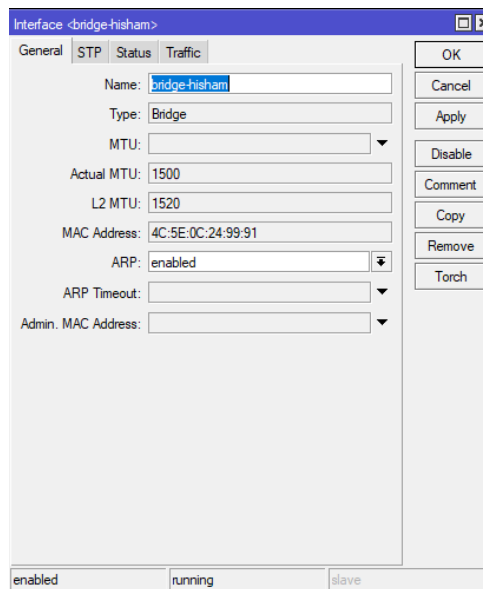 Interface <bridge-hisham>
General STP Status Traffic
OK
Name: bridge-hisham
Cancel
Type: Bridge
Apply
MTU:
Disable
Actual MTU: 1500
Comment
L2 MTU: 1520
Copy
MAC Address: 4C:5E:0C:24:99:91
Remove
ARP: enabled
Torch
ARP Timeout:
Admin. MAC Address:
enabled running slave